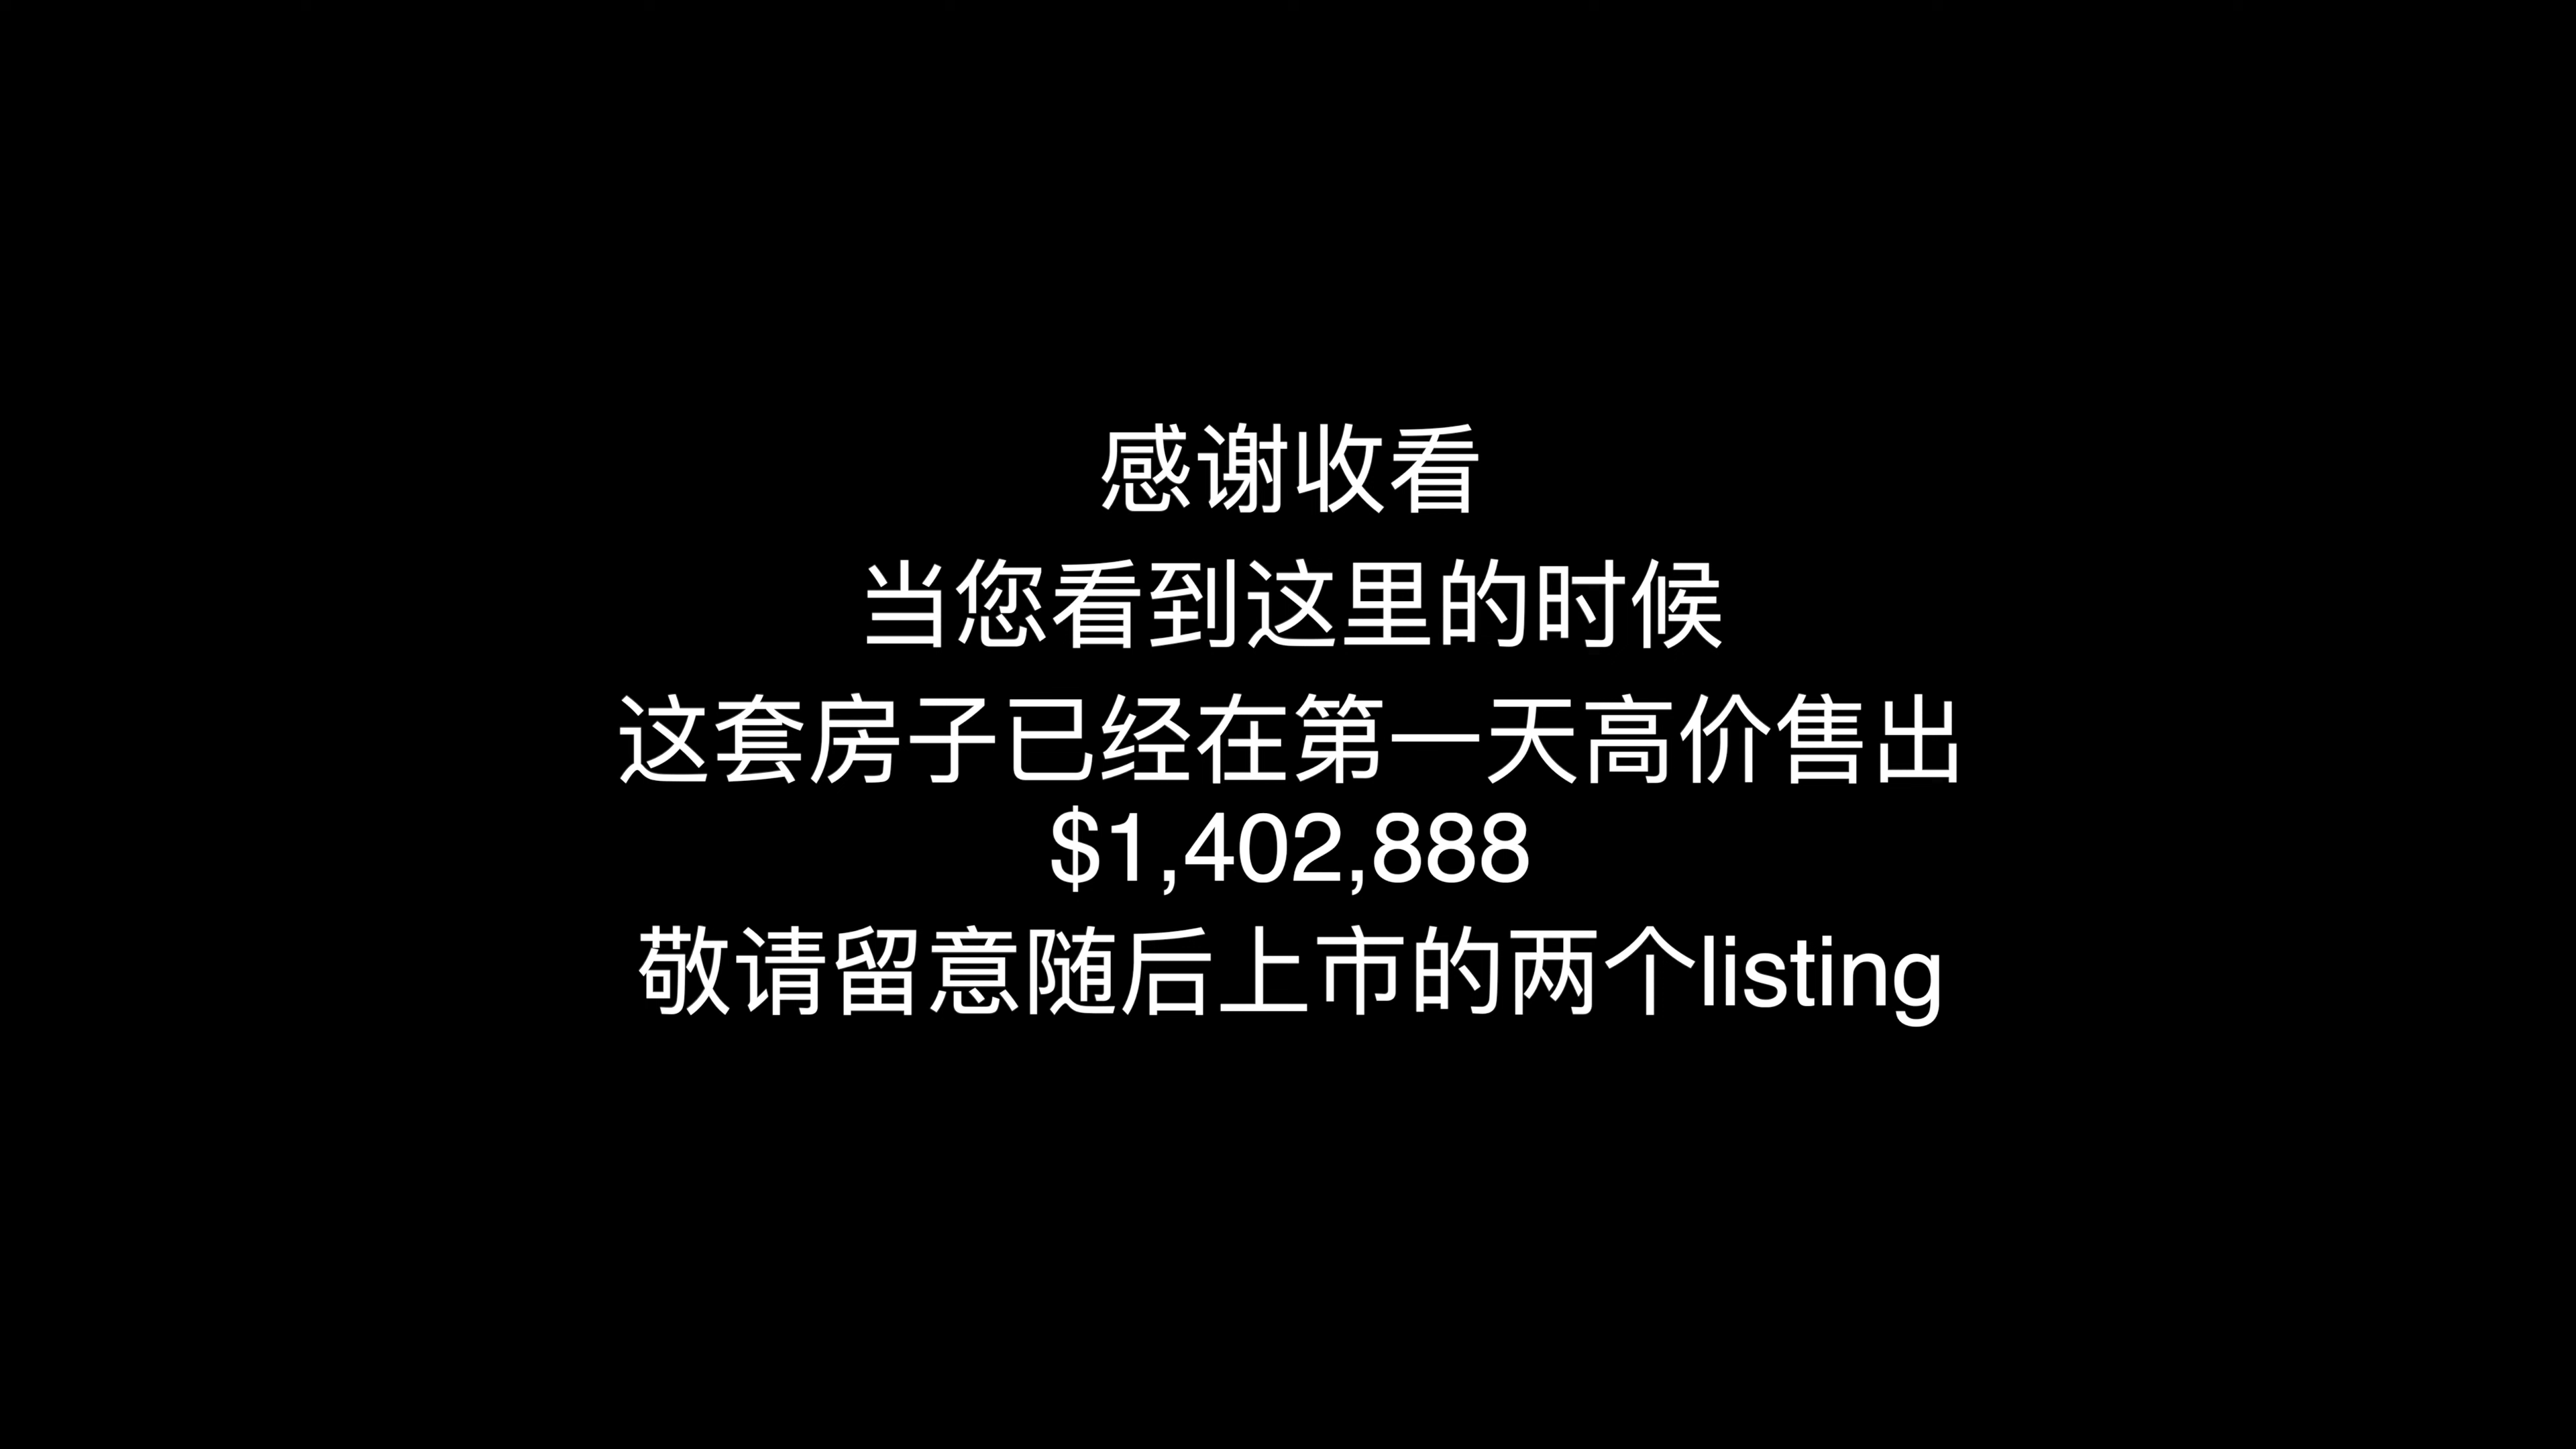 感谢收看
当您看到这里的时候
这套房子已经在第一天高价售出
$1,402,888
敬请留意随后上市的两个listing